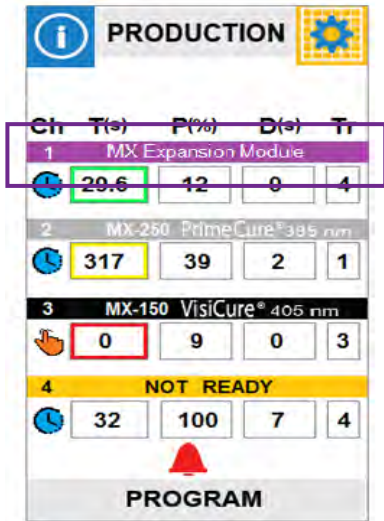 i PRODUCTION
Ch T(s) P(%) D(s) Tr
1 MX Expansion Module
29.6 12 0 4
2 MX-250 PrimeCure® 385 nm
317 39 2 1
3 MX-150 VisiCure® 405 nm
0 9 0 3
4 NOT READY
32 100 7 4
PROGRAM